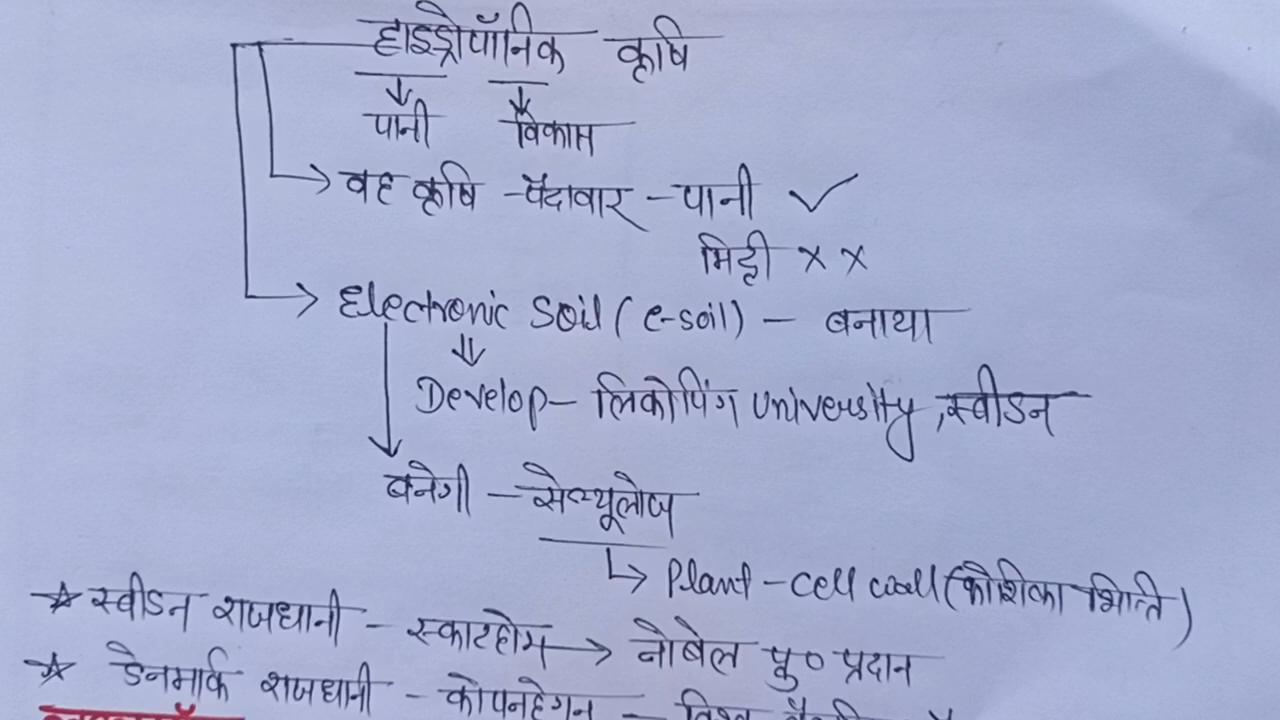 हाइड्रोपॉनिक कृषि
पानी विकास
वह कृषि - पैदावार - पानी ✓
मिट्टी x x
Electronic Soil (e-soil) - बनाया
Develop - लिकोपिंग University, स्वीडन
बनेगी - सेल्यूलोज
Plant - cell wall (कोशिका भित्ति)
★ स्वीडन राजधानी - स्काटहोम → नोबेल पु० प्रदान
★ डेनमार्क राजधानी - कोपनहेगन - विश्व